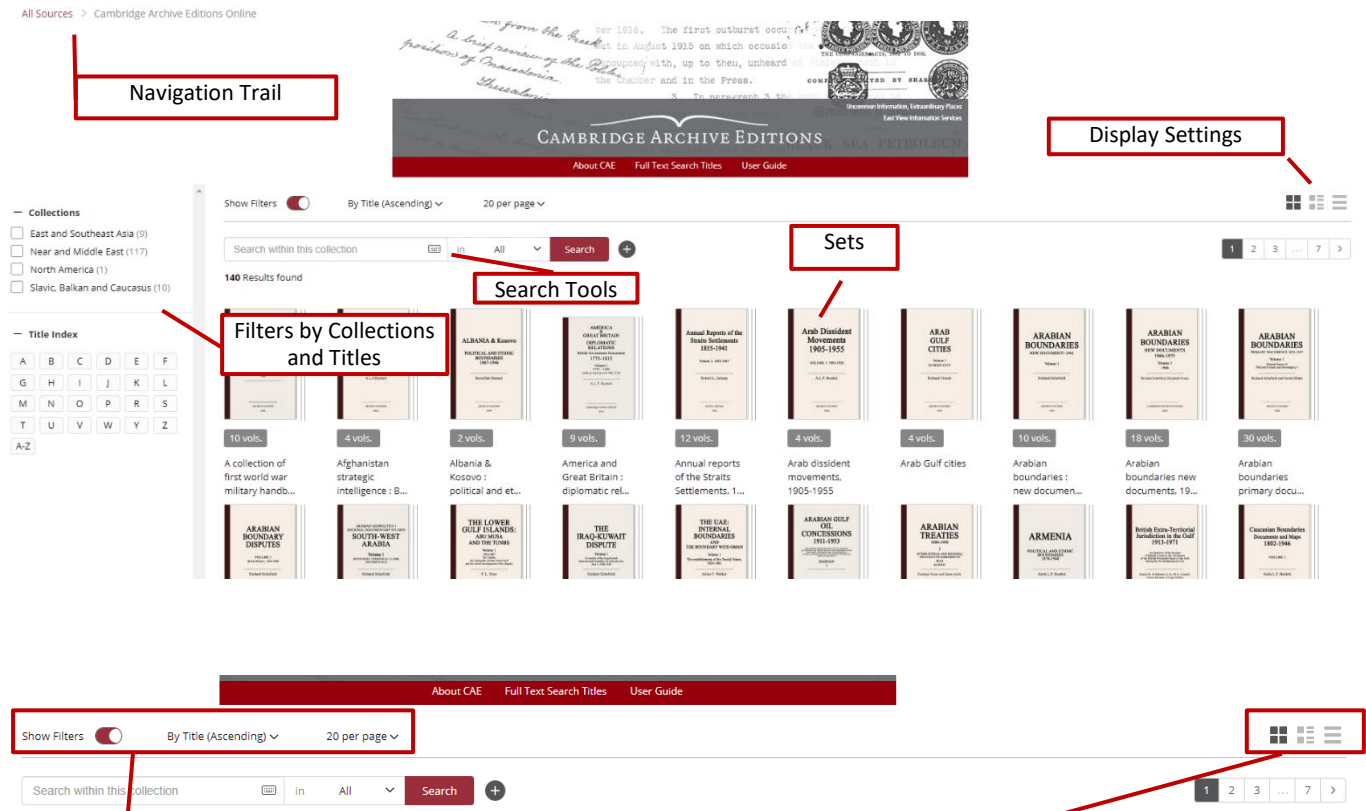 All Sources > Cambridge Archive Editions Online
Navigation Trail
Uncommon Information, Extraordinary Places
East View Information Services
CAMBRIDGE ARCHIVE EDITIONS
About CAE Full Text Search Titles User Guide
Display Settings
Show Filters By Title (Ascending) 20 per page
— Collections
East and Southeast Asia (9)
Near and Middle East (117)
North America (1)
Slavic, Balkan and Caucasus (10)
Search within this collection in All Search +
1 2 3 ... 7 >
140 Results found
Sets
Search Tools
Filters by Collections
and Titles
— Title Index
A B C D E F
G H I J K L
M N O P R S
T U V W Y Z
A-Z
ALBANIA & Kosovo
AMERICA
&
GREAT BRITAIN
DIPLOMATIC
RELATIONS
Annual Reports of the
Straits Settlements
1855-1941
Arab Dissident
Movements
1905-1955
ARAB
GULF
CITIES
ARABIAN
BOUNDARIES
ARABIAN
BOUNDARIES
ARABIAN
BOUNDARIES
10 vols. 4 vols. 2 vols. 9 vols. 12 vols. 4 vols. 4 vols. 10 vols. 18 vols. 30 vols.
A collection of
first world war
military handb...
Afghanistan
strategic
intelligence : B...
Albania &
Kosovo :
political and et...
America and
Great Britain :
diplomatic rel...
Annual reports
of the Straits
Settlements, 1...
Arab dissident
movements,
1905-1955
Arab Gulf cities
Arabian
boundaries :
new documen...
Arabian
boundaries new
documents, 19...
Arabian
boundaries
primary docu...
ARABIAN
BOUNDARY
DISPUTES
SOUTH-WEST
ARABIA
THE LOWER
GULF ISLANDS:
ABU MUSA
AND THE TUNBS
THE
IRAQ-KUWAIT
DISPUTE
THE UAE:
INTERNAL
BOUNDARIES
AND
THE BOUNDARY WITH OMAN
ARABIAN GULF
OIL
CONCESSIONS
1911-1953
ARABIAN
TREATIES
ARMENIA
British Extra-Territorial
Jurisdiction in the Gulf
1913-1971
Caucasian Boundaries
Documents and Maps
1802-1946
About CAE Full Text Search Titles User Guide
Show Filters By Title (Ascending) 20 per page
Search within this collection in All Search +
1 2 3 ... 7 >